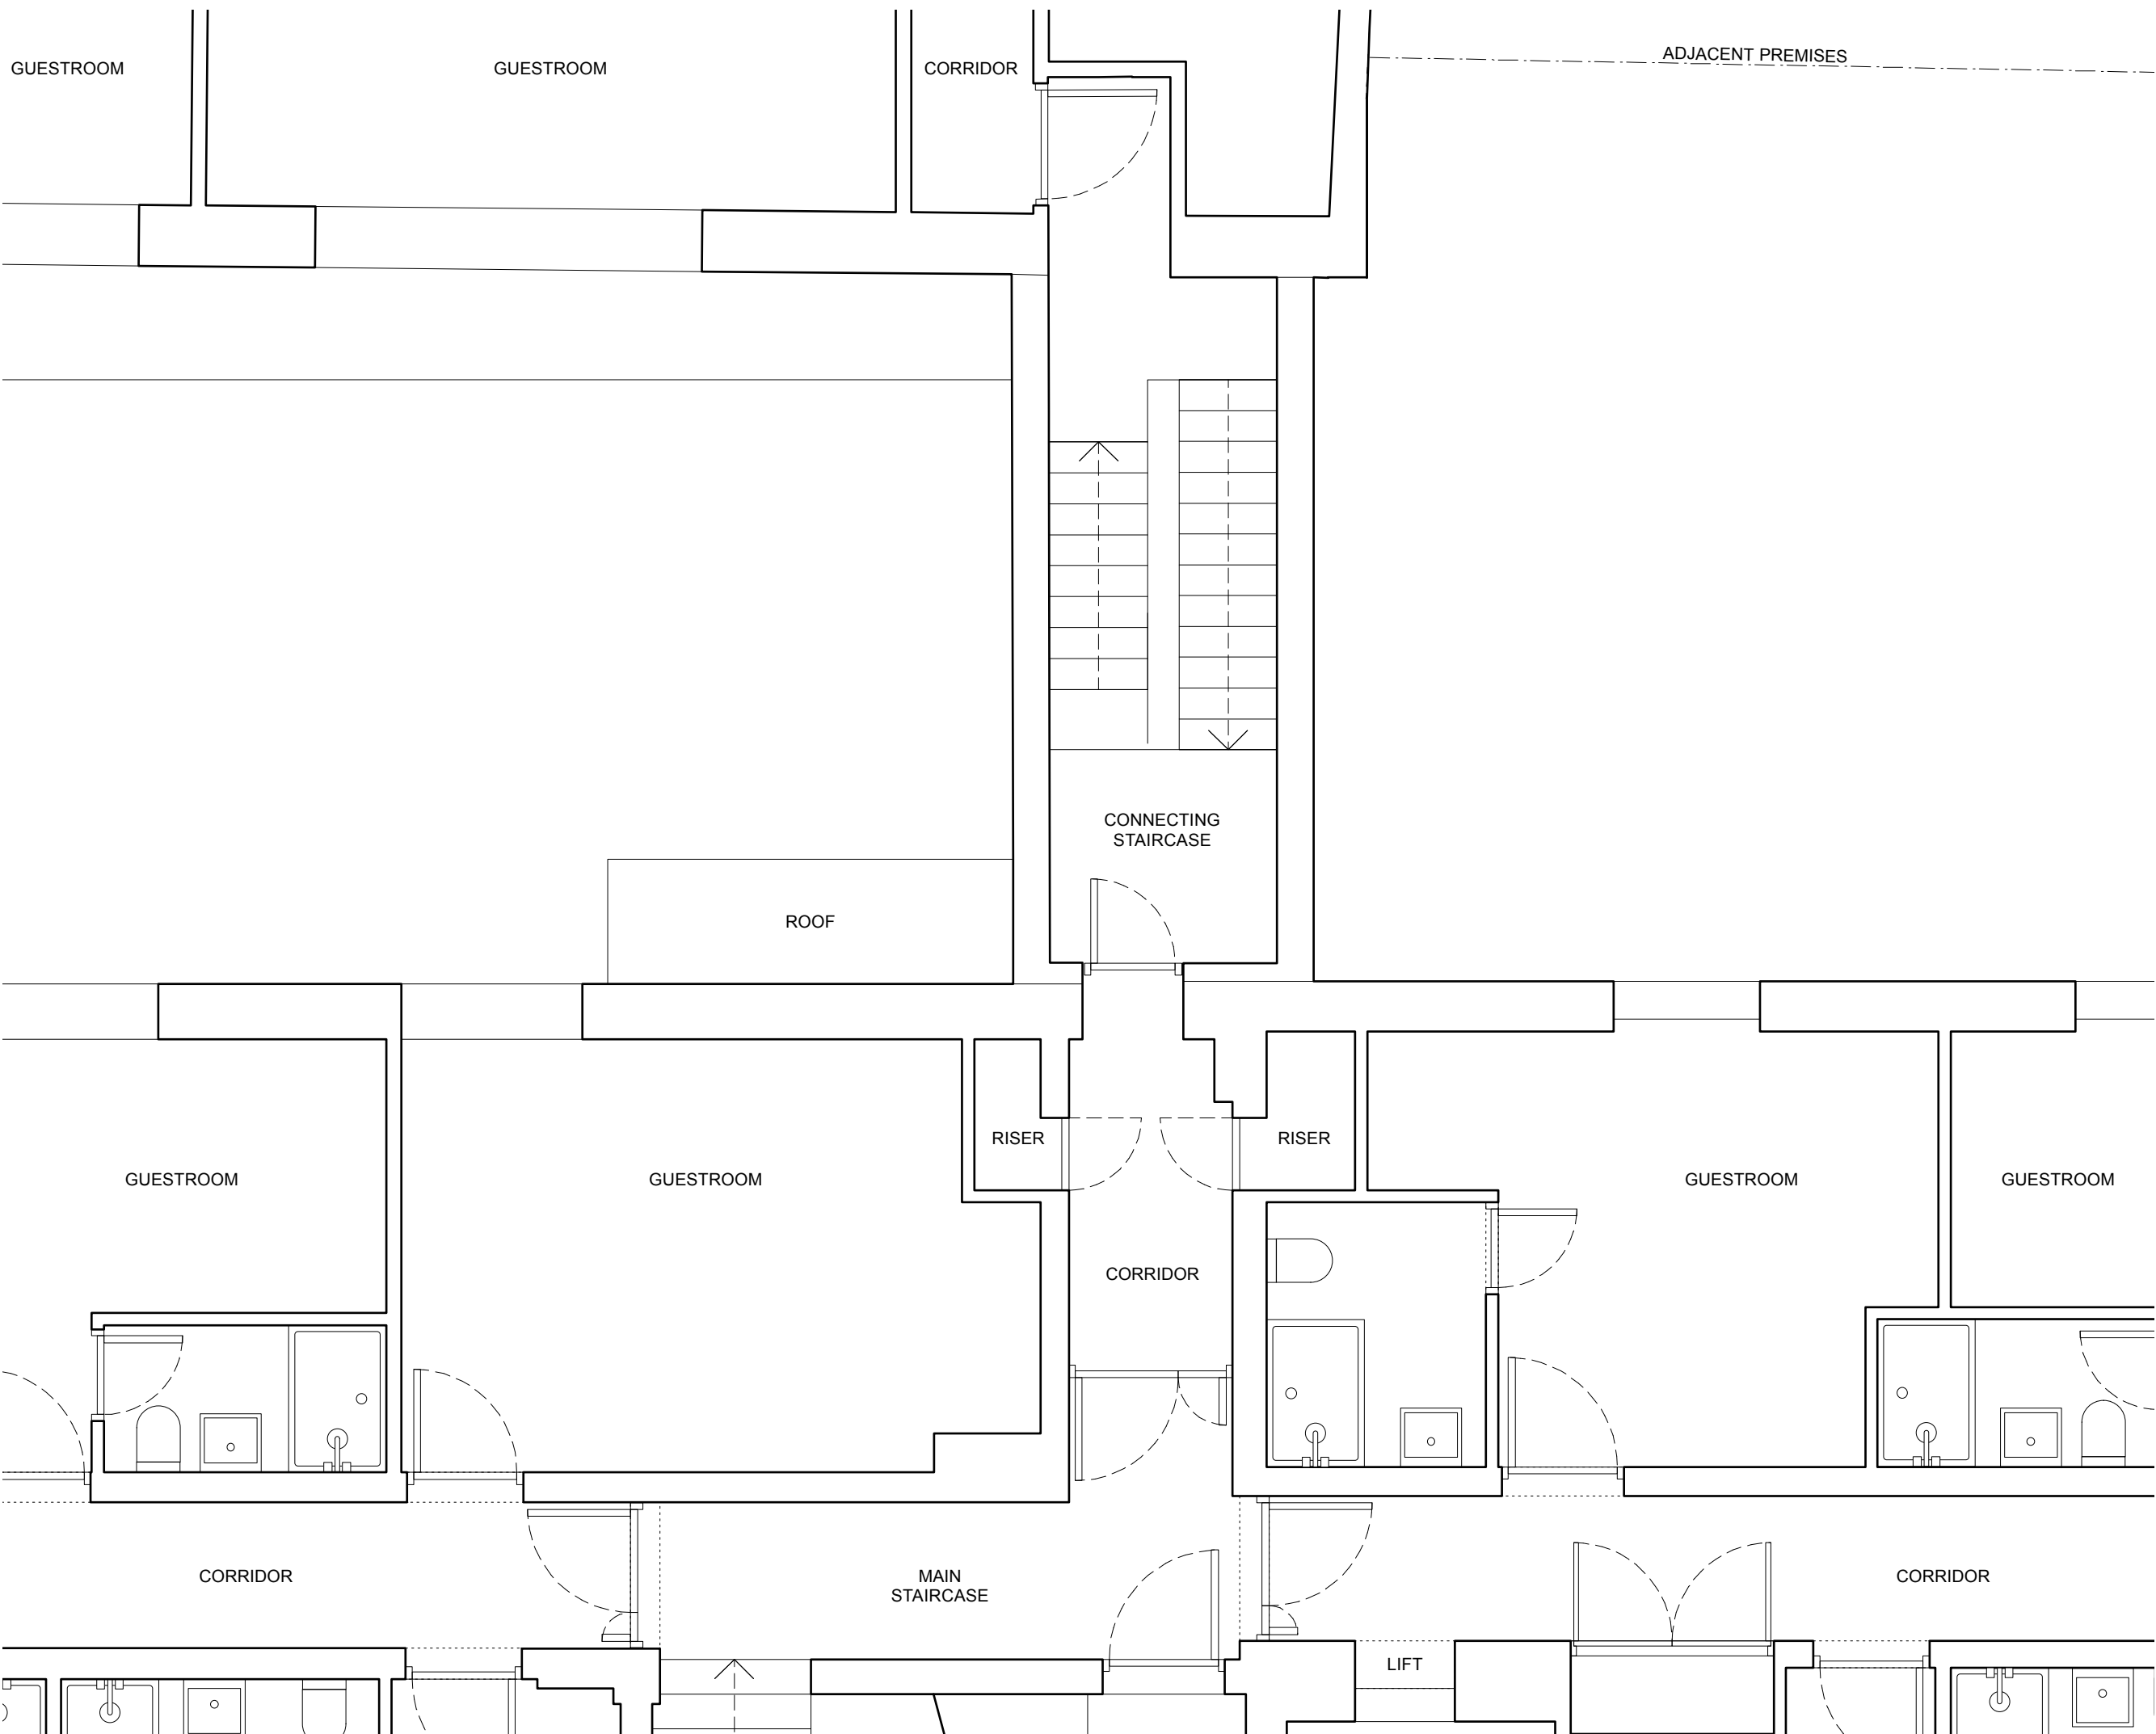 GUESTROOM
GUESTROOM
CORRIDOR
ADJACENT PREMISES
CONNECTING
STAIRCASE
ROOF
RISER
RISER
GUESTROOM
GUESTROOM
GUESTROOM
GUESTROOM
CORRIDOR
CORRIDOR
MAIN
STAIRCASE
CORRIDOR
LIFT